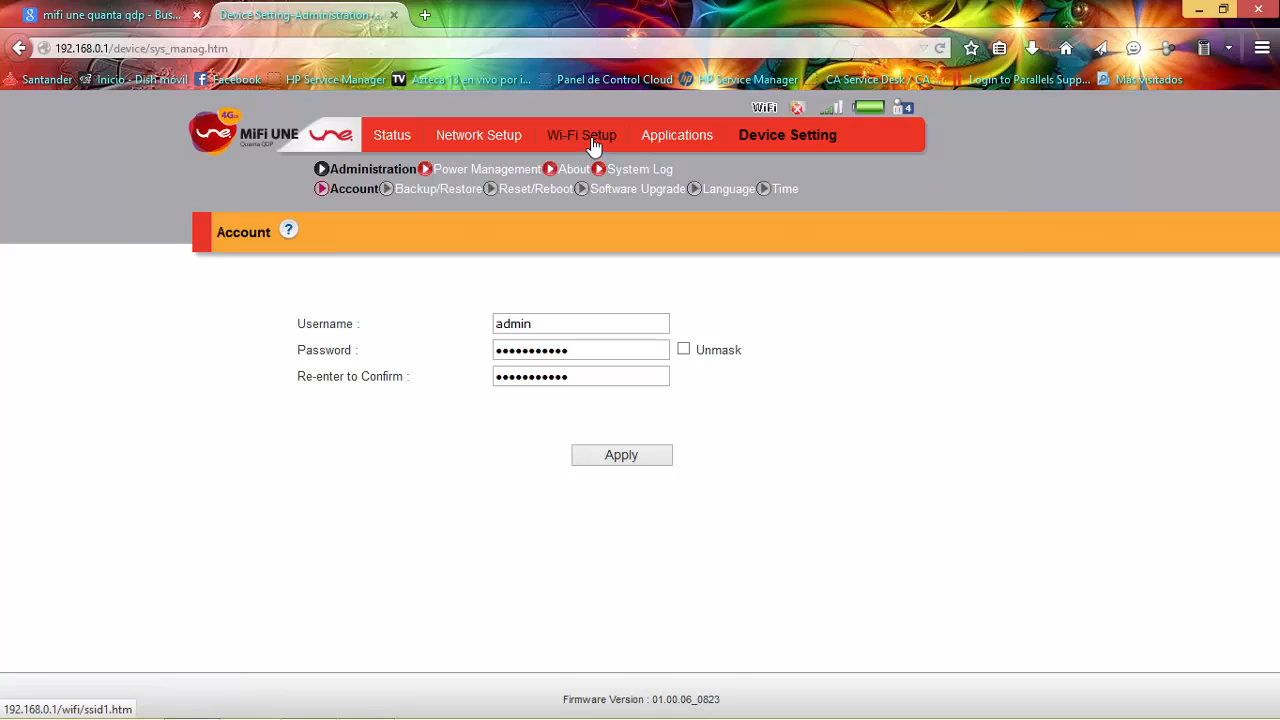 mifi une quanta qdp - Bus...
Device Setting-Administration-...
192.168.0.1/device/sys_manag.htm
Santander
Inicio - Dish móvil
Facebook
HP Service Manager
Azteca 13 en vivo por i...
Panel de Control Cloud
HP Service Manager
CA Service Desk / CA ...
Login to Parallels Supp...
Más visitados
WiFi
4
4G
une
MiFi UNE
Quanta QDP
une
Status
Network Setup
Wi-Fi Setup
Applications
Device Setting
Administration Power Management About System Log
Account Backup/Restore Reset/Reboot Software Upgrade Language Time
Account ?
Username : admin
Password : ••••••••••• Unmask
Re-enter to Confirm : •••••••••••
Apply
Firmware Version : 01.00.06_0823
192.168.0.1/wifi/ssid1.htm